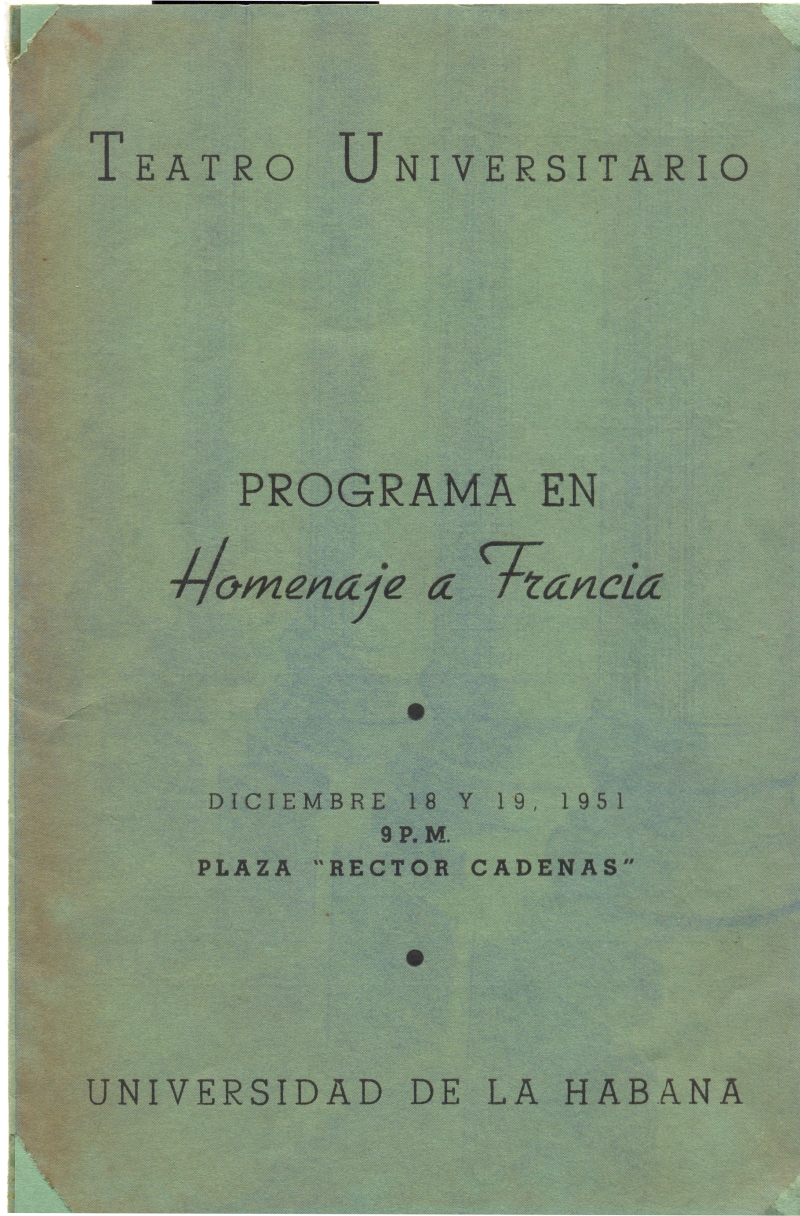 TEATRO UNIVERSITARIO
PROGRAMA EN
Homenaje a Francia
DICIEMBRE 18 Y 19, 1951
9 P. M.
PLAZA "RECTOR CADENAS"
UNIVERSIDAD DE LA HABANA